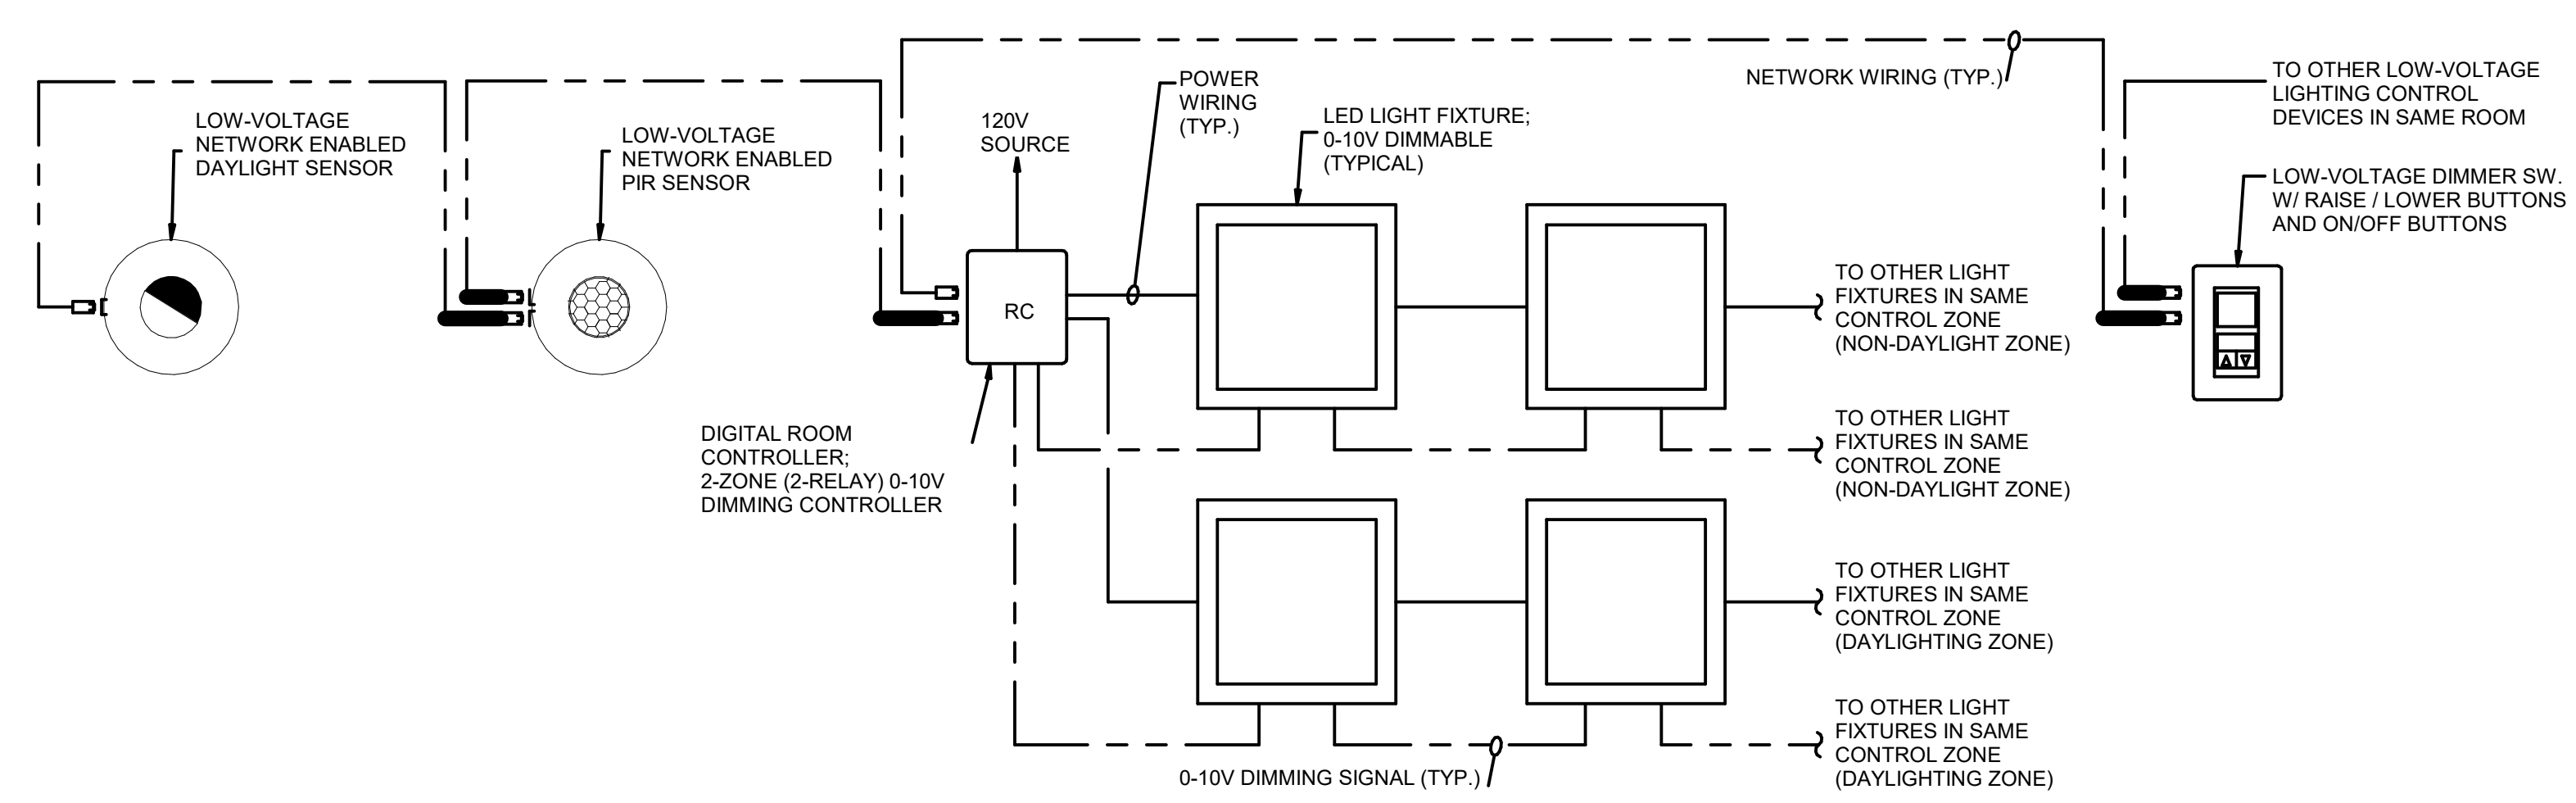 LOW-VOLTAGE
NETWORK ENABLED
DAYLIGHT SENSOR
LOW-VOLTAGE
NETWORK ENABLED
PIR SENSOR
120V
SOURCE
POWER
WIRING
(TYP.)
LED LIGHT FIXTURE;
0-10V DIMMABLE
(TYPICAL)
NETWORK WIRING (TYP.)
TO OTHER LOW-VOLTAGE
LIGHTING CONTROL
DEVICES IN SAME ROOM
LOW-VOLTAGE DIMMER SW.
W/ RAISE / LOWER BUTTONS
AND ON/OFF BUTTONS
RC
DIGITAL ROOM
CONTROLLER;
2-ZONE (2-RELAY) 0-10V
DIMMING CONTROLLER
TO OTHER LIGHT
FIXTURES IN SAME
CONTROL ZONE
(NON-DAYLIGHT ZONE)
TO OTHER LIGHT
FIXTURES IN SAME
CONTROL ZONE
(NON-DAYLIGHT ZONE)
TO OTHER LIGHT
FIXTURES IN SAME
CONTROL ZONE
(DAYLIGHTING ZONE)
TO OTHER LIGHT
FIXTURES IN SAME
CONTROL ZONE
(DAYLIGHTING ZONE)
0-10V DIMMING SIGNAL (TYP.)